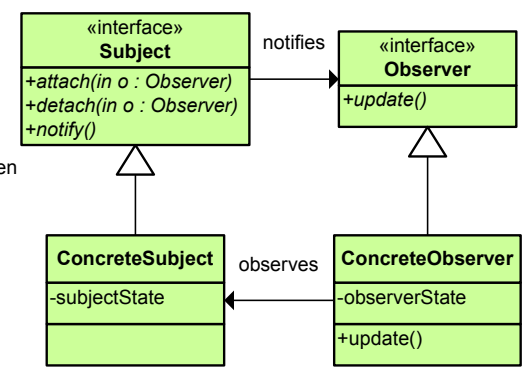 «interface»
Subject
+attach(in o : Observer)
+detach(in o : Observer)
+notify()
notifies
«interface»
Observer
+update()
en
ConcreteSubject
-subjectState
observes
ConcreteObserver
-observerState
+update()